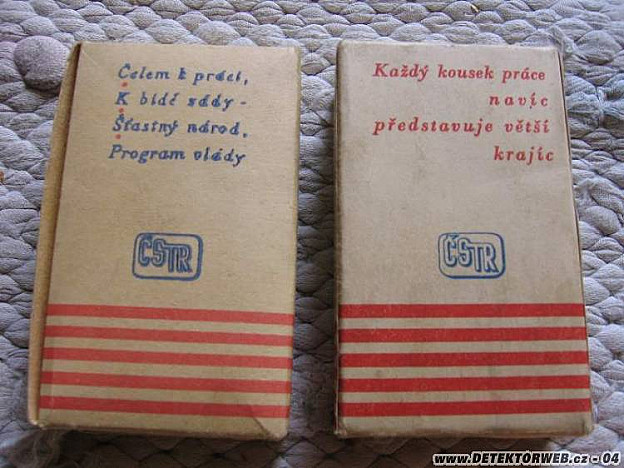 Čelem k práci,
K bídě zády -
Šťastný národ,
Program vlády
ČSTR
Každý kousek práce
navíc
představuje větší
krajíc
ČSTR
www.DETEKTORWEB.cz - 04